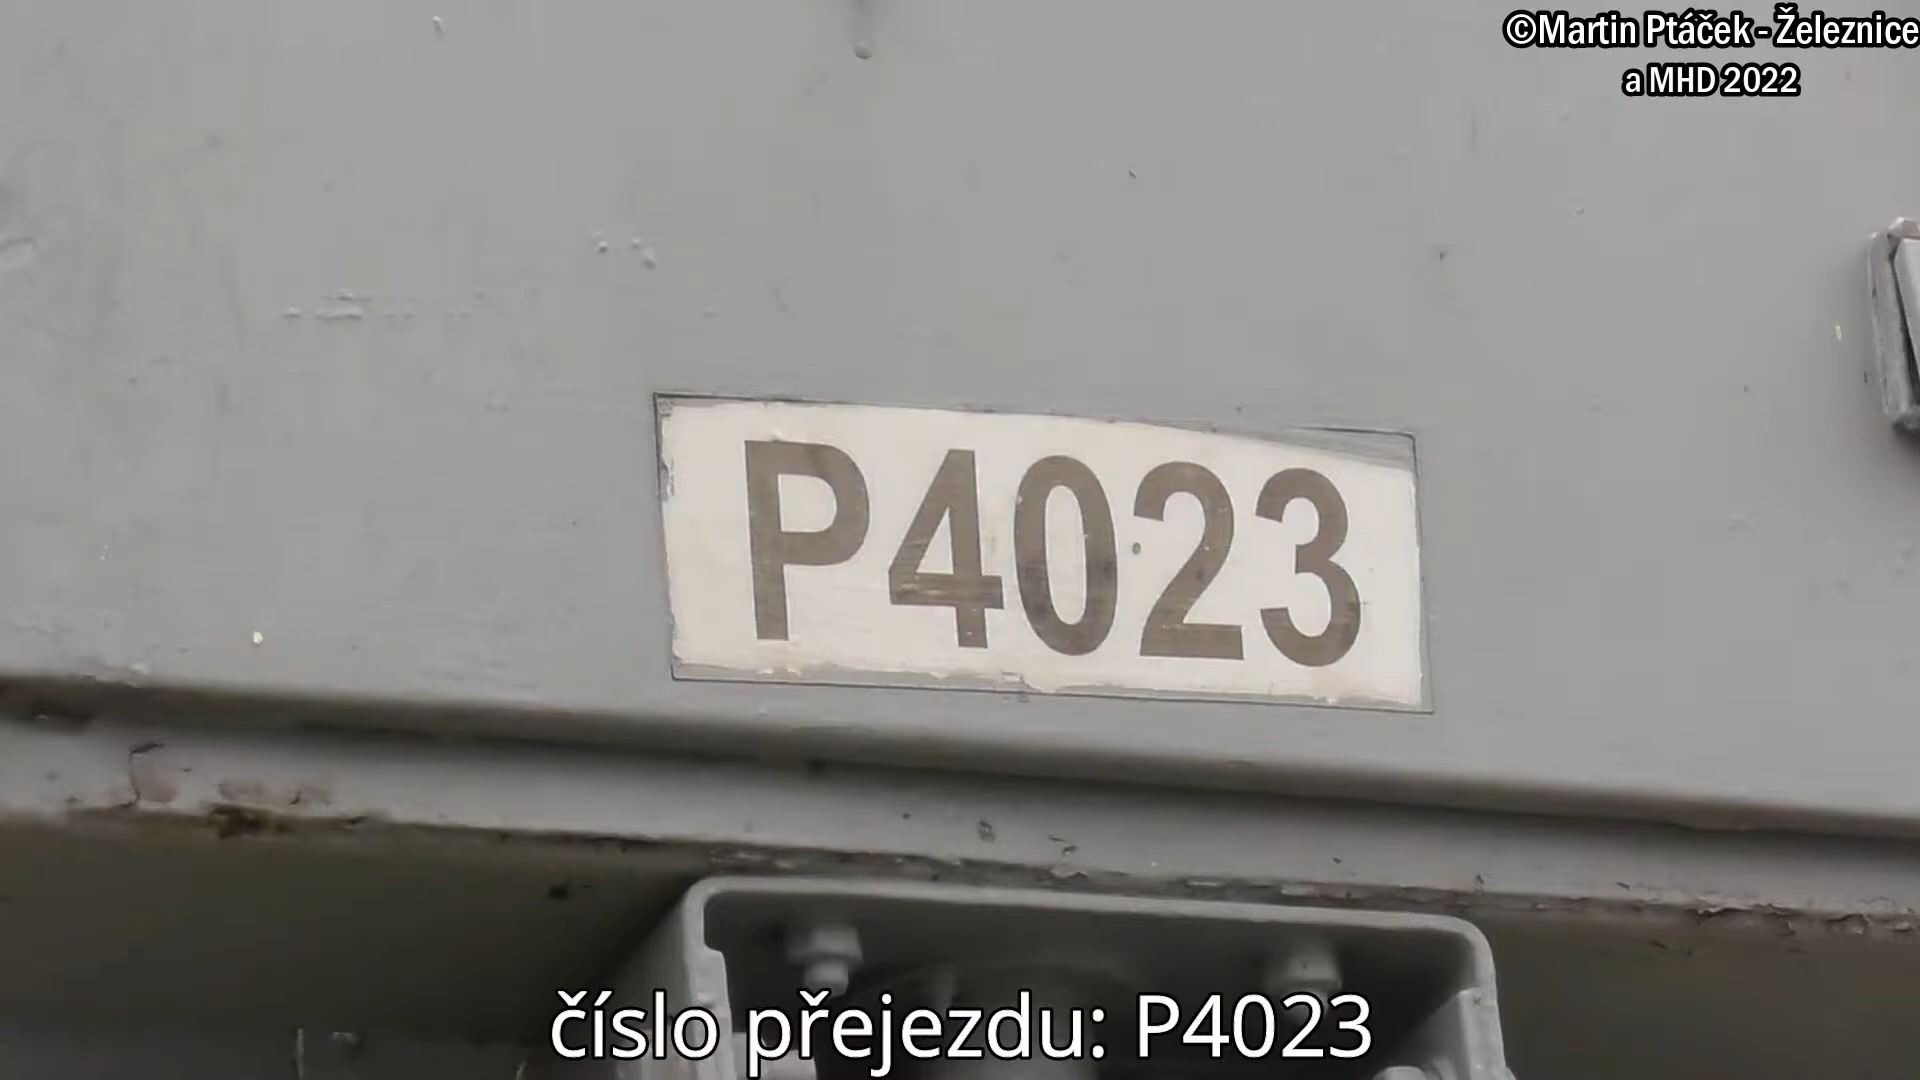 ©Martin Ptáček - Železnice
a MHD 2022
P4023
číslo přejezdu: P4023